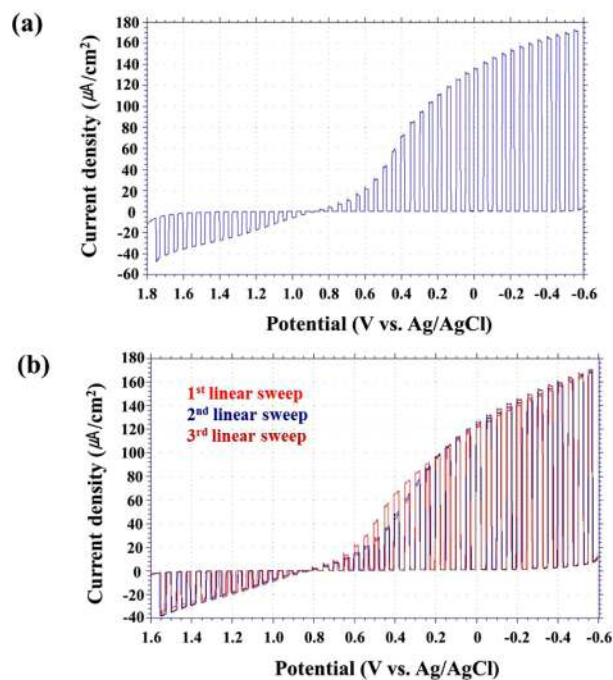 (a)
Current density (㎂/cm²)
180
160
140
120
100
80
60
40
20
0
-20
-40
-60
1.8 1.6 1.4 1.2 1.0 0.8 0.6 0.4 0.2 0 -0.2 -0.4 -0.6
Potential (V vs. Ag/AgCl)
(b)
Current density (㎂/cm²)
180
160
140
120
100
80
60
40
20
0
-20
-40
1st linear sweep
2nd linear sweep
3rd linear sweep
1.6 1.4 1.2 1.0 0.8 0.6 0.4 0.2 0 -0.2 -0.4 -0.6
Potential (V vs. Ag/AgCl)